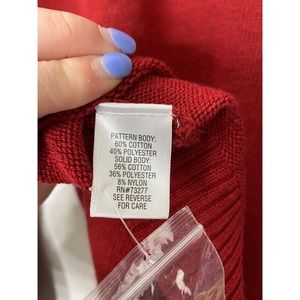 PATTERN BODY:
60% COTTON
40% POLYESTER
SOLID BODY:
56% COTTON
36% POLYESTER
8% NYLON
RN#73277
SEE REVERSE
FOR CARE